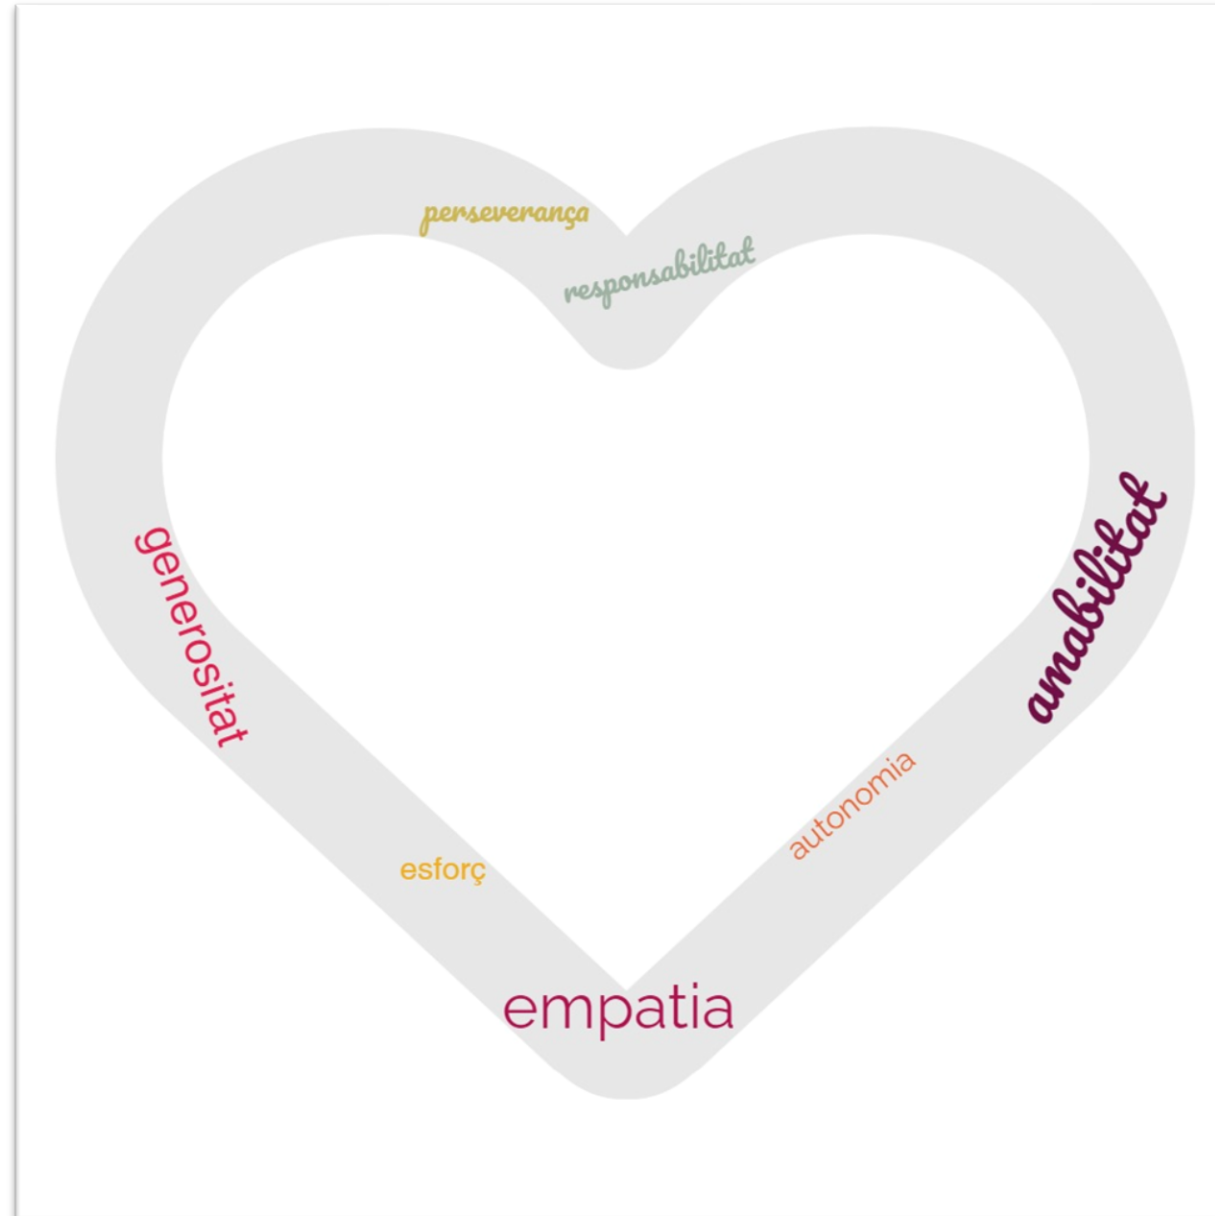 perseverança
responsabilitat
amabilitat
generositat
autonomia
esforç
empatia